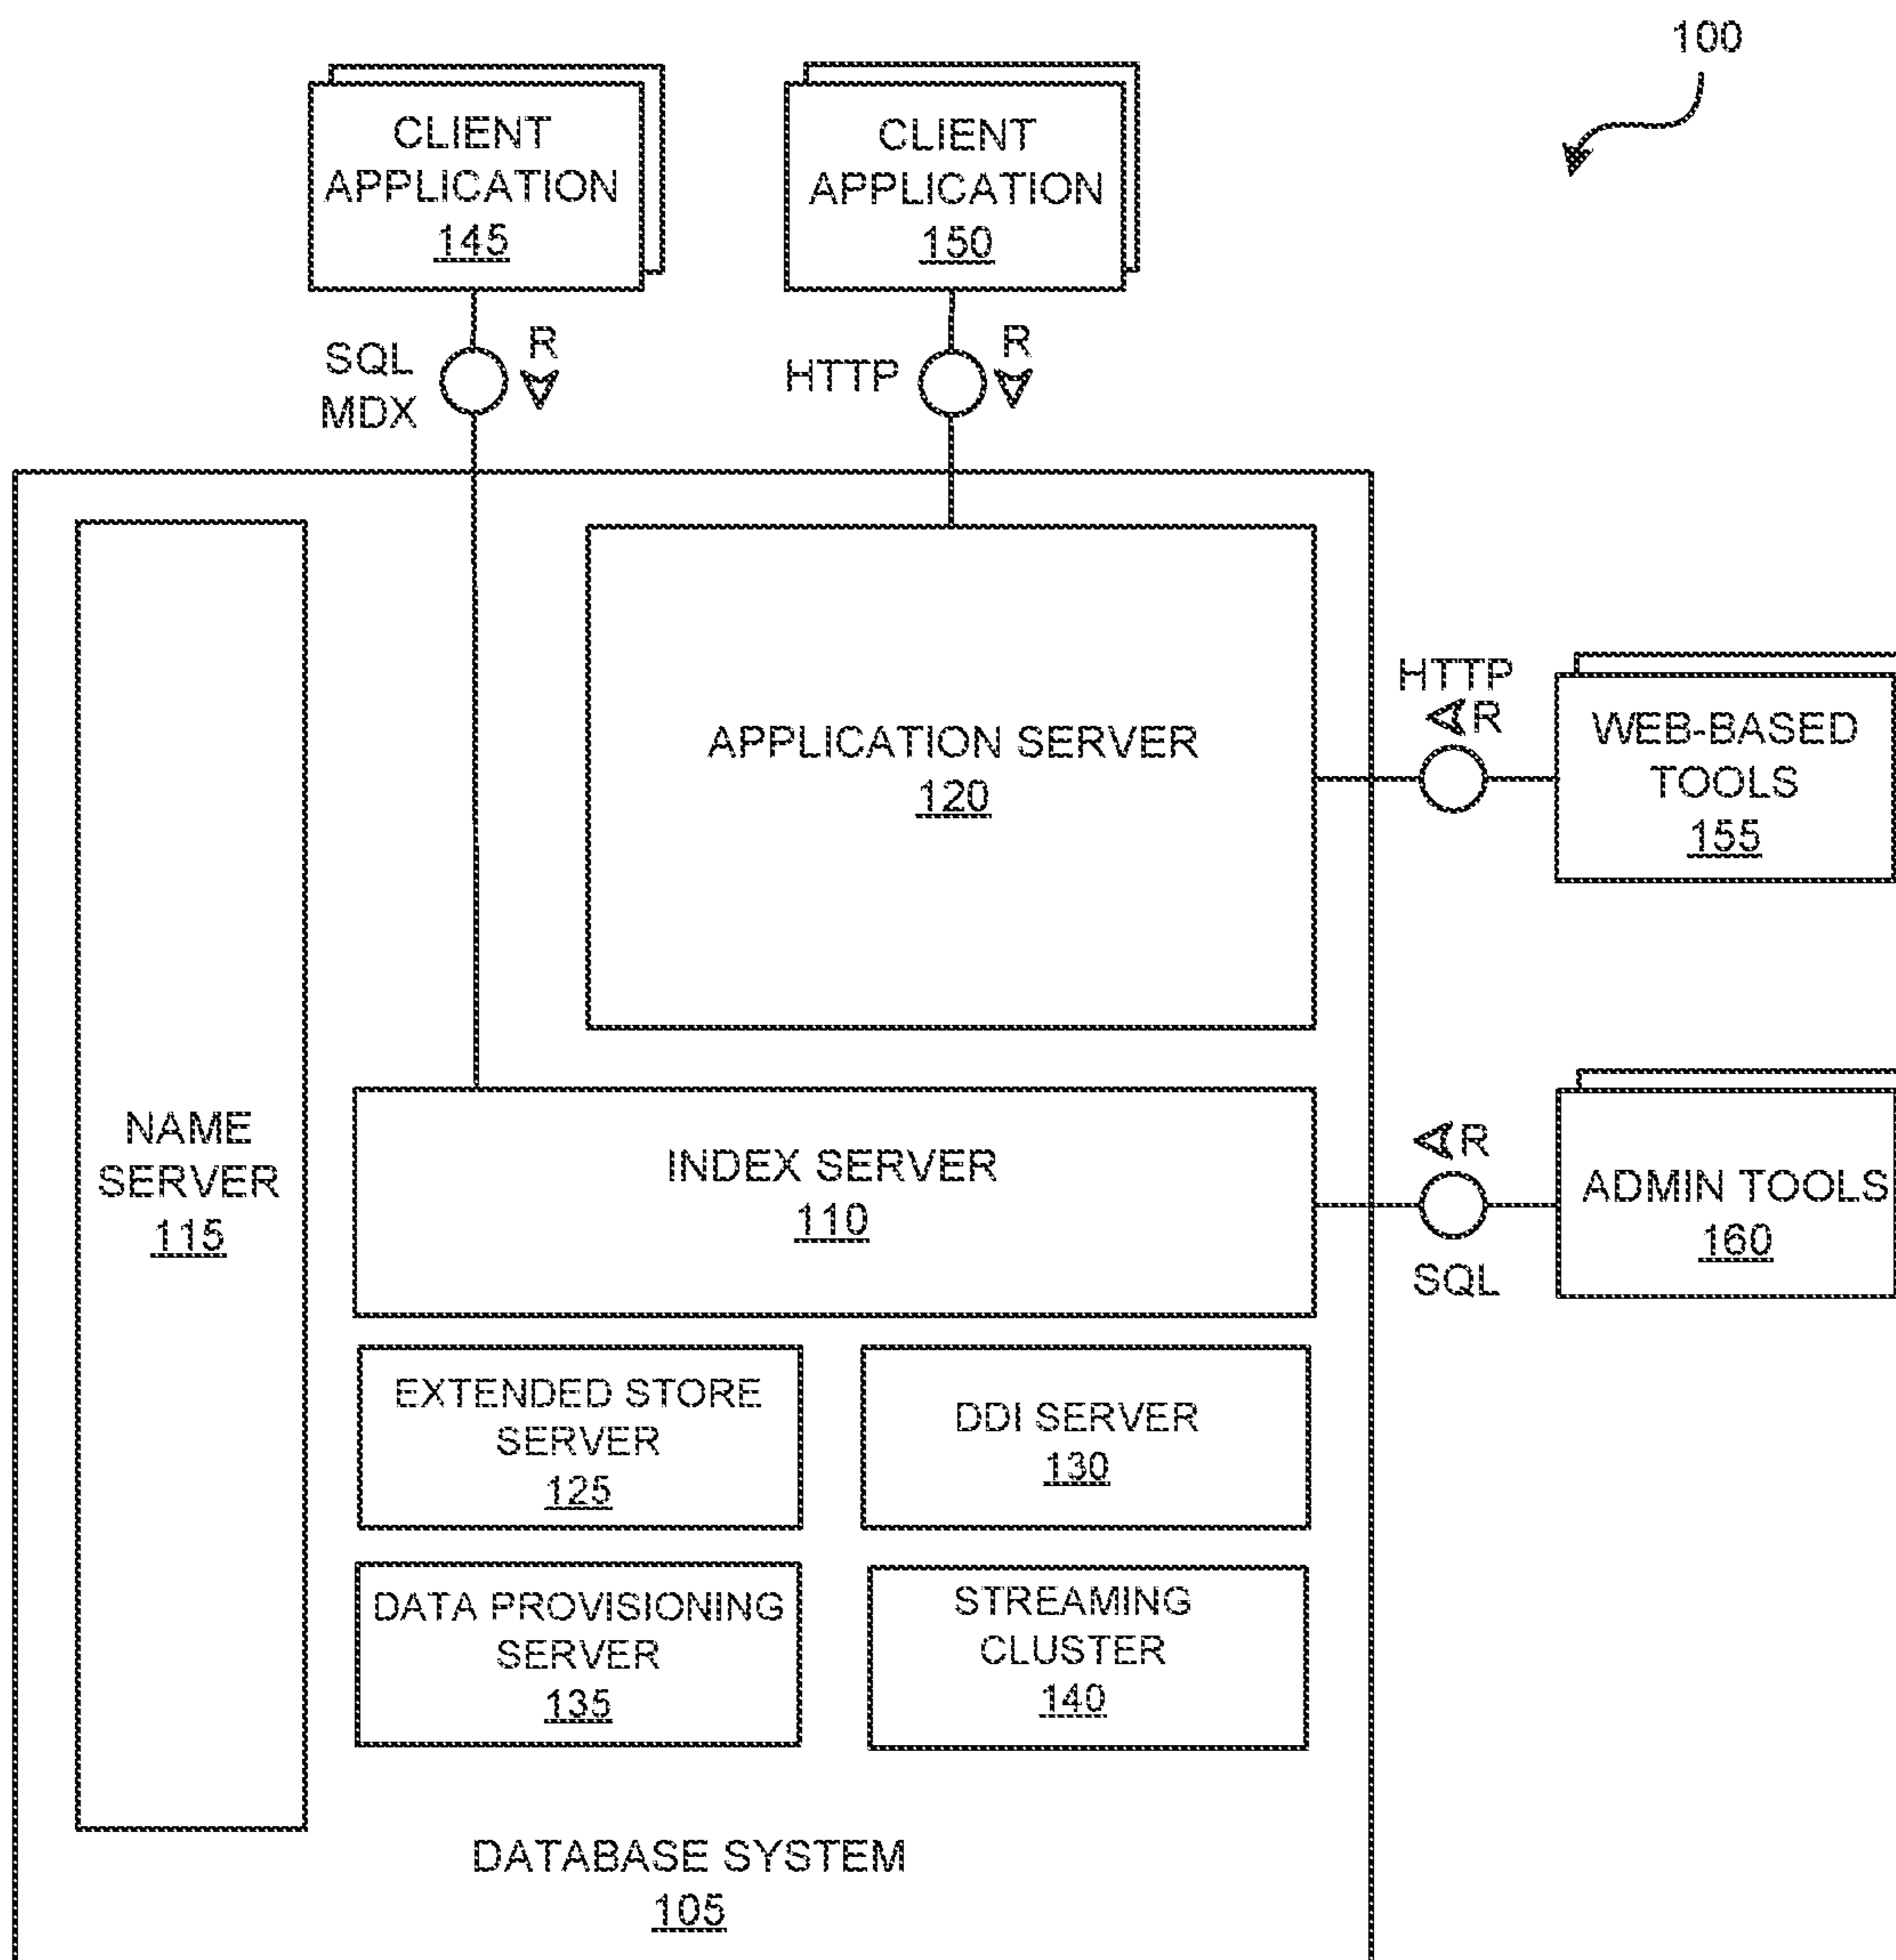 100
CLIENT
APPLICATION
145
CLIENT
APPLICATION
150
SQL
MDX
R
HTTP
R
APPLICATION SERVER
120
HTTP
R
WEB-BASED
TOOLS
155
NAME
SERVER
115
INDEX SERVER
110
R
SQL
ADMIN TOOLS
160
EXTENDED STORE
SERVER
125
DDI SERVER
130
DATA PROVISIONING
SERVER
135
STREAMING
CLUSTER
140
DATABASE SYSTEM
105